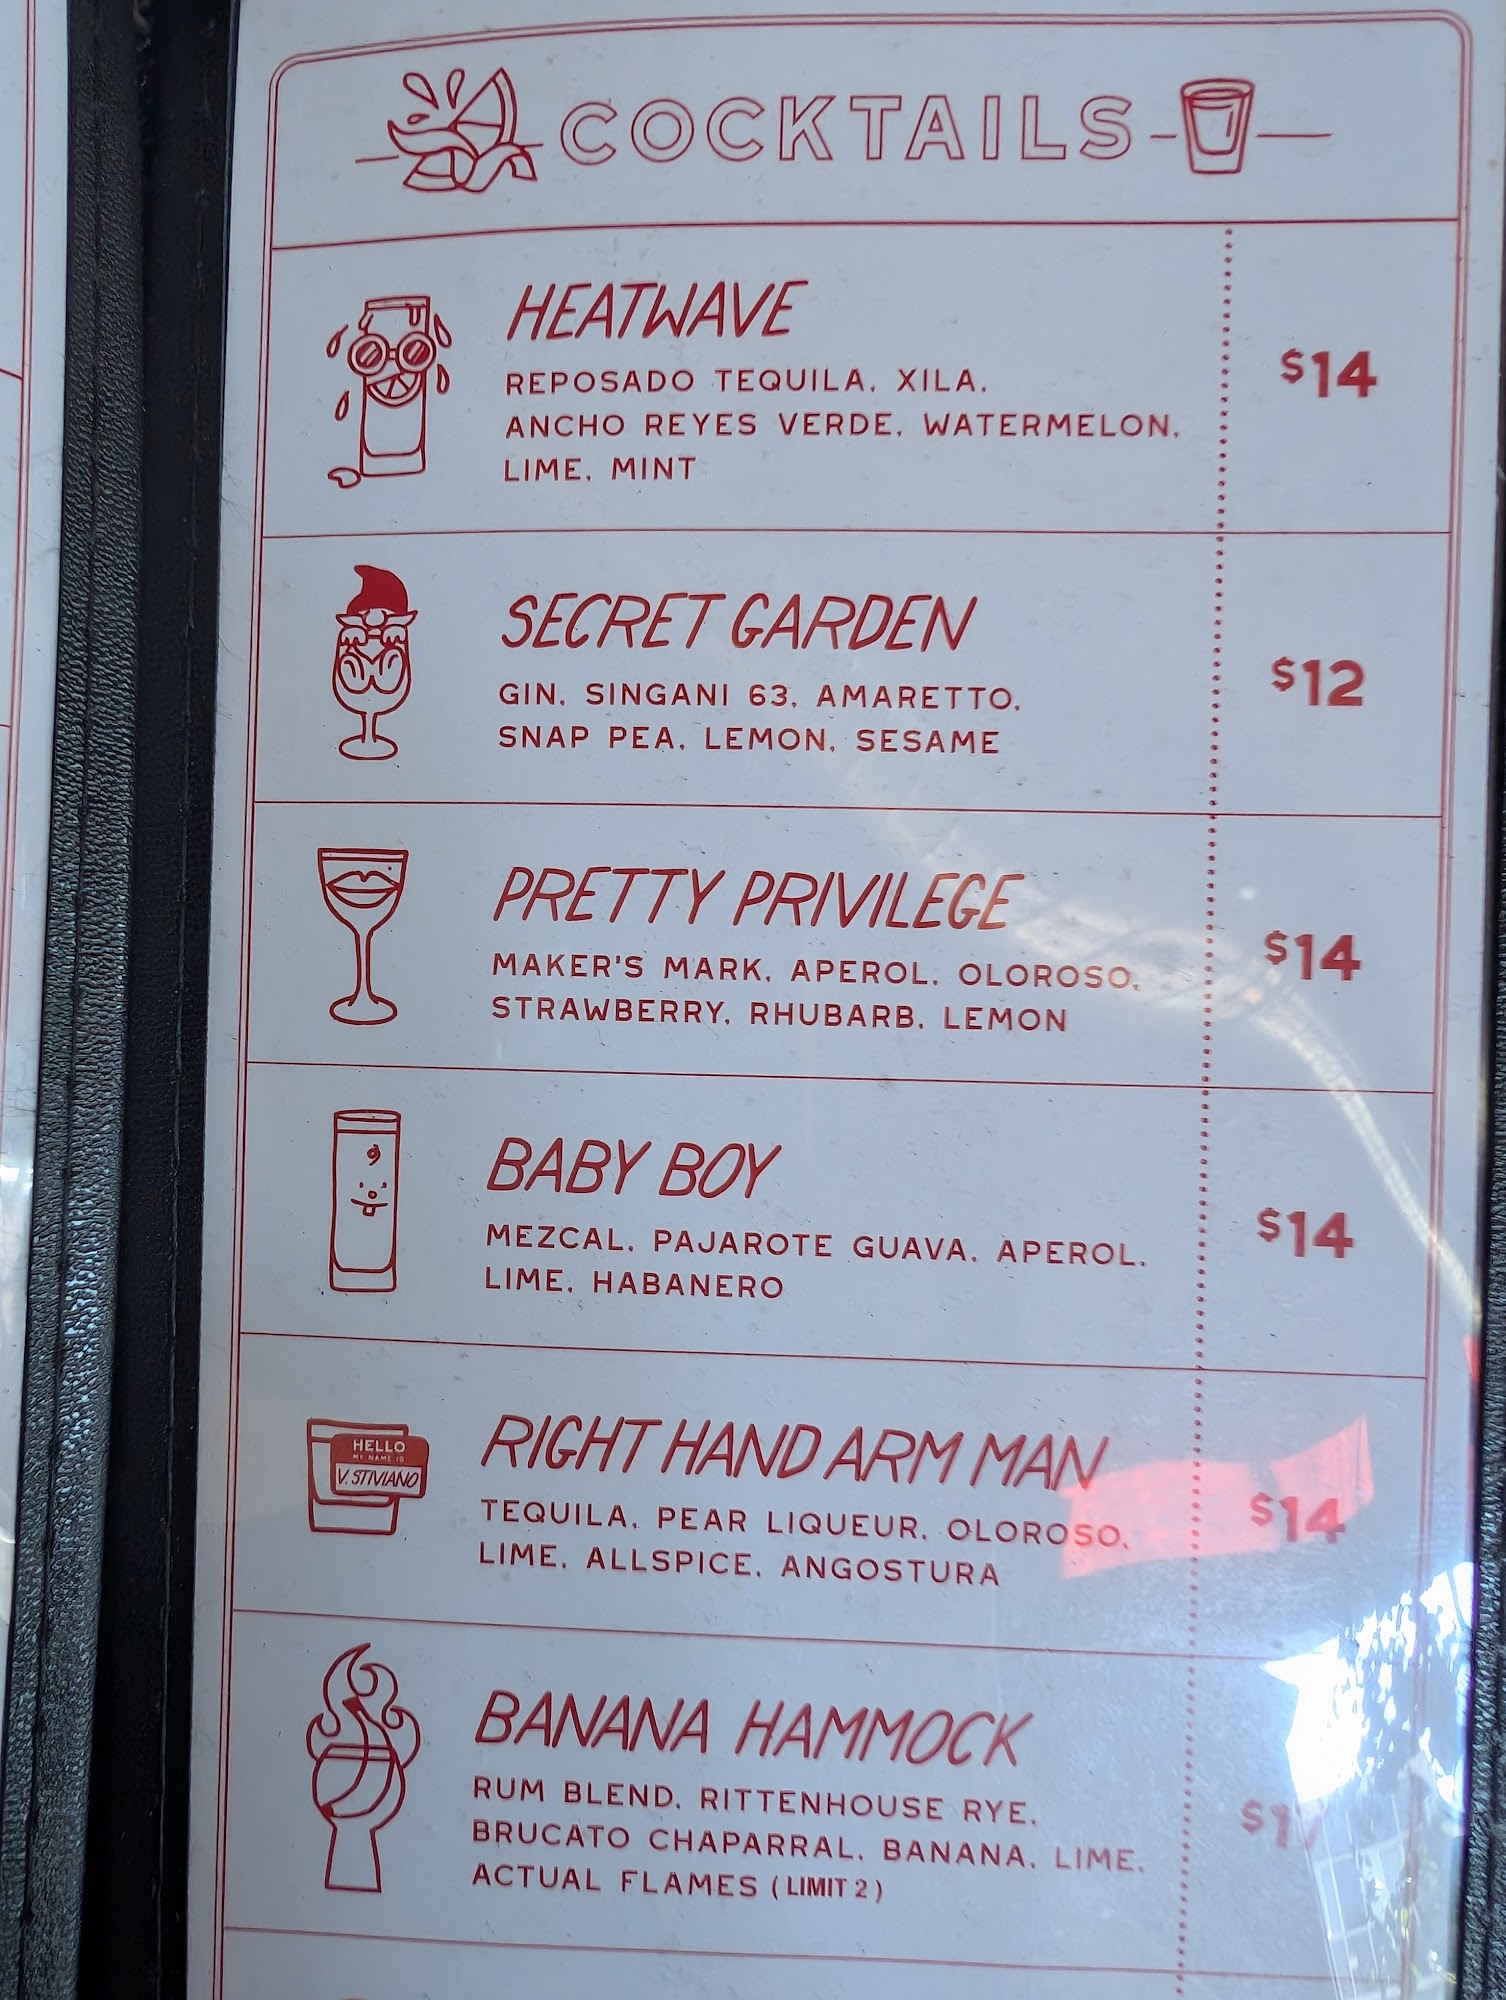 COCKTAILS
HEATWAVE
REPOSADO TEQUILA, XILA,
ANCHO REYES VERDE, WATERMELON,
LIME, MINT
$14
SECRET GARDEN
GIN, SINGANI 63, AMARETTO,
SNAP PEA, LEMON, SESAME
$12
PRETTY PRIVILEGE
MAKER'S MARK, APEROL, OLOROSO,
STRAWBERRY, RHUBARB, LEMON
$14
BABY BOY
MEZCAL, PAJAROTE GUAVA, APEROL,
LIME, HABANERO
$14
HELLO
MY NAME IS
V. STIVIANO
RIGHT HAND ARM MAN
TEQUILA, PEAR LIQUEUR, OLOROSO,
LIME, ALLSPICE, ANGOSTURA
$14
BANANA HAMMOCK
RUM BLEND, RITTENHOUSE RYE,
BRUCATO CHAPARRAL, BANANA, LIME,
ACTUAL FLAMES (LIMIT 2)